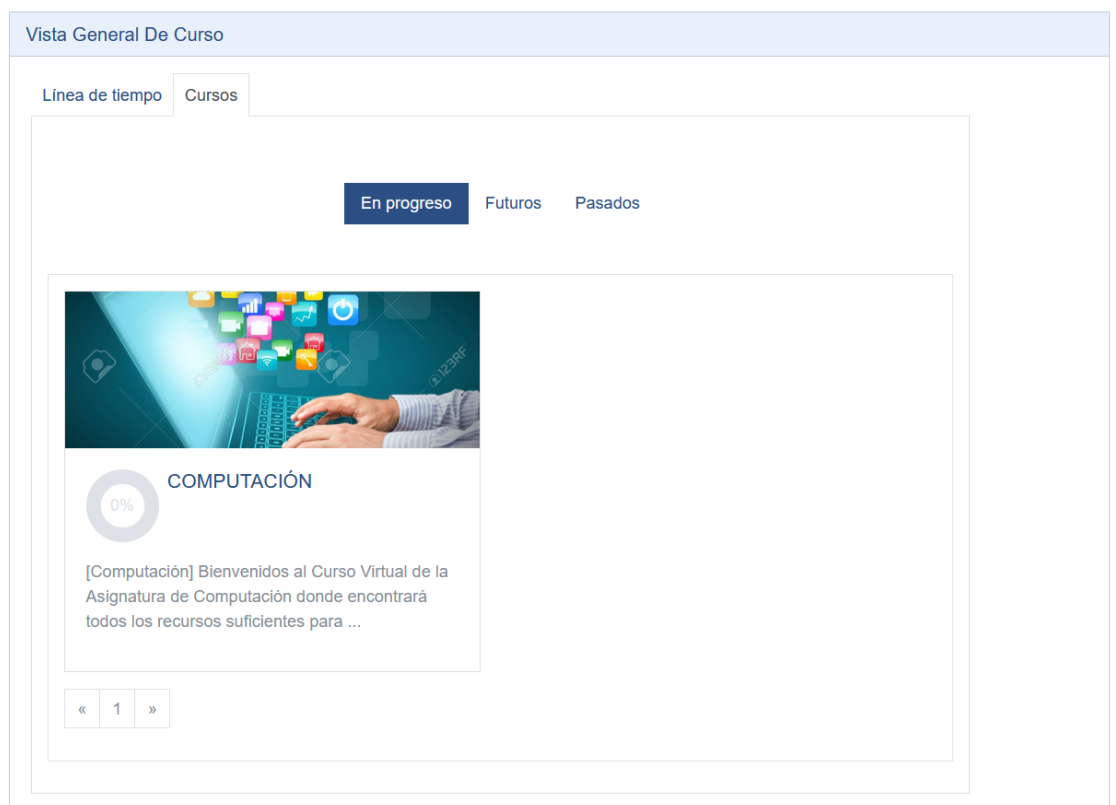 Vista General De Curso
Línea de tiempo
Cursos
En progreso
Futuros
Pasados
123RF
COMPUTACIÓN
0%
[Computación] Bienvenidos al Curso Virtual de la
Asignatura de Computación donde encontrará
todos los recursos suficientes para ...
« 1 »